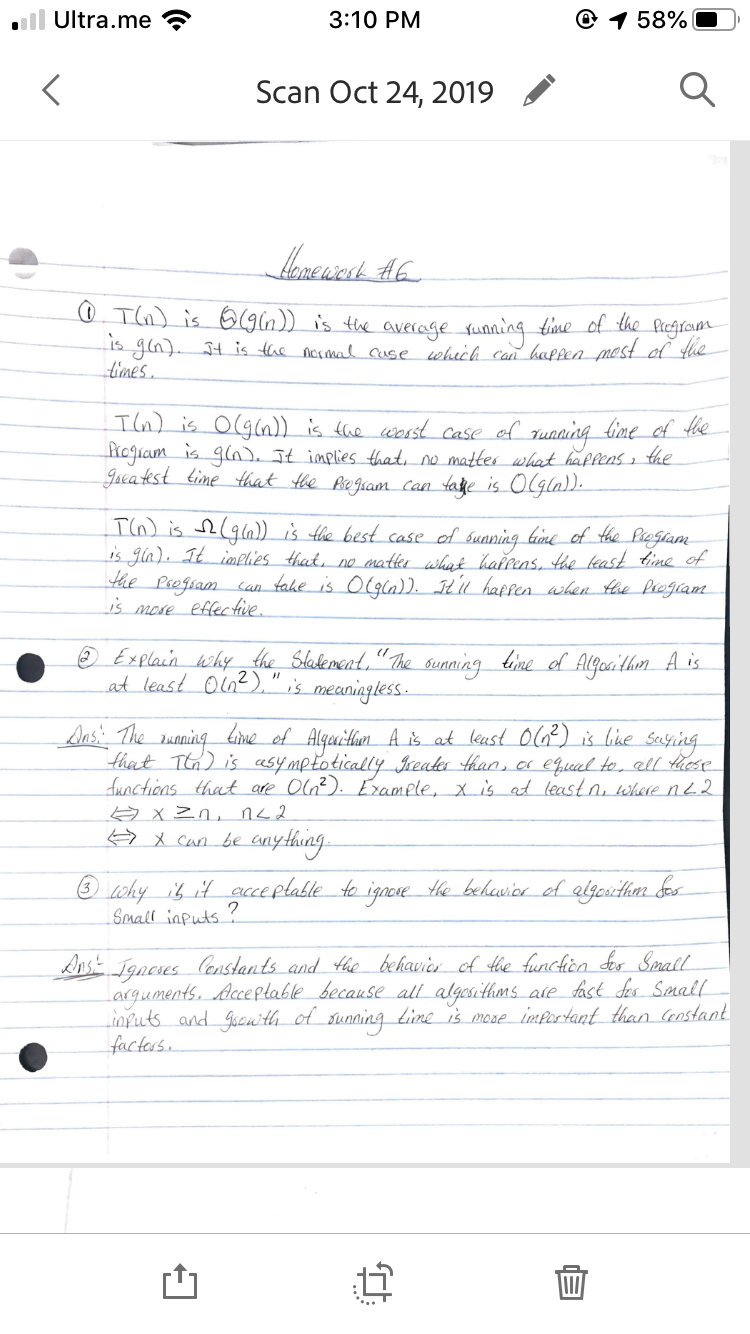 Ultra.me 3:10 PM 58%
Scan Oct 24, 2019
Homework #6
① T(n) is Θ(g(n)) is the average running time of the Program
is g(n). It is the normal case which can happen most of the
times.
T(n) is O(g(n)) is the worst case of running time of the
Program is g(n). It implies that, no matter what happens, the
greatest time that the Program can take is O(g(n)).
T(n) is Ω(g(n)) is the best case of running time of the Program
is g(n). It implies that, no matter what happens, the least time of
the Program can take is O(g(n)). It'll happen when the Program
is more effective.
② Explain why the Statement, "The running time of Algorithm A is
at least O(n²)," is meaningless.
Ans: The running time of Algorithm A is at least O(n²) is like saying
that T(n) is asymptotically greater than, or equal to, all those
functions that are O(n²). Example, x is at least n, where n<2
⇔ x ≥ n, n<2
⇔ x can be anything.
③ Why is it acceptable to ignore the behavior of algorithm for
Small inputs?
Ans:- Ignores Constants and the behavior of the function for Small
arguments. Acceptable because all algorithms are fast for Small
inputs and growth of running time is more important than Constant
factors.